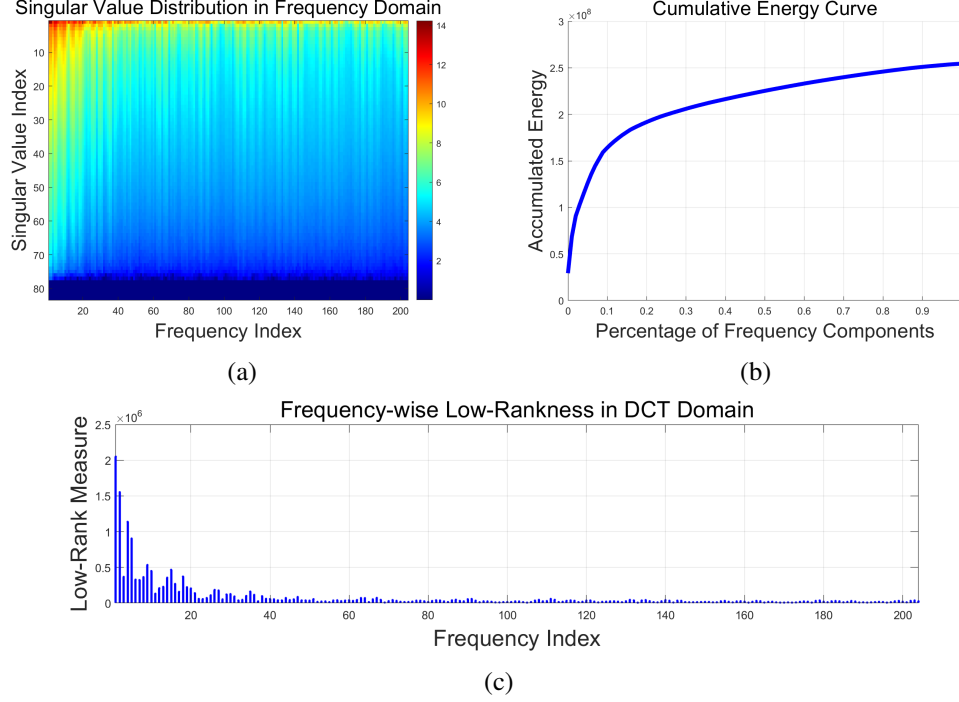 Singular Value Distribution in Frequency Domain
Singular Value Index
10
20
30
40
50
60
70
80
20 40 60 80 100 120 140 160 180 200
Frequency Index
14
12
10
8
6
4
2
(a)
Cumulative Energy Curve
×10⁸
Accumulated Energy
3
2.5
2
1.5
1
0.5
0
0 0.1 0.2 0.3 0.4 0.5 0.6 0.7 0.8 0.9
Percentage of Frequency Components
(b)
Frequency-wise Low-Rankness in DCT Domain
×10⁶
Low-Rank Measure
2.5
2
1.5
1
0.5
0
20 40 60 80 100 120 140 160 180 200
Frequency Index
(c)